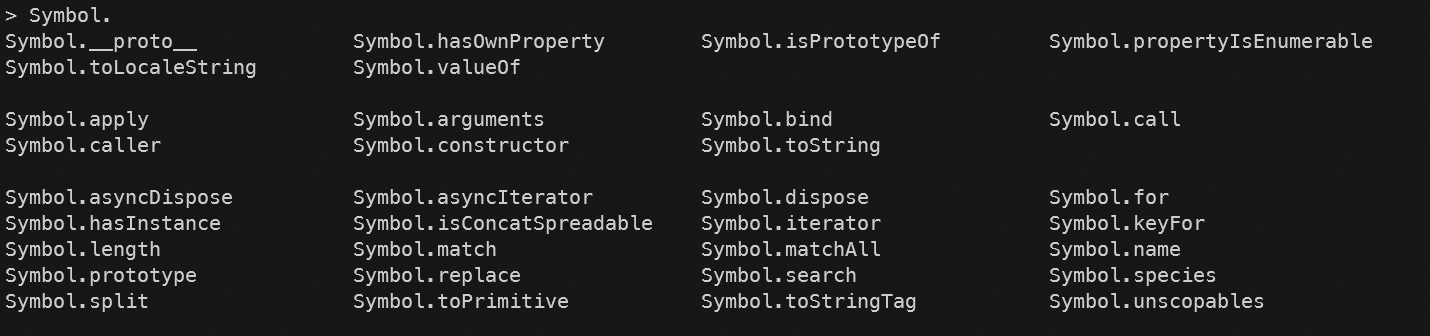 > Symbol.
Symbol.__proto__ Symbol.hasOwnProperty Symbol.isPrototypeOf Symbol.propertyIsEnumerable
Symbol.toLocaleString Symbol.valueOf
Symbol.apply Symbol.arguments Symbol.bind Symbol.call
Symbol.caller Symbol.constructor Symbol.toString
Symbol.asyncDispose Symbol.asyncIterator Symbol.dispose Symbol.for
Symbol.hasInstance Symbol.isConcatSpreadable Symbol.iterator Symbol.keyFor
Symbol.length Symbol.match Symbol.matchAll Symbol.name
Symbol.prototype Symbol.replace Symbol.search Symbol.species
Symbol.split Symbol.toPrimitive Symbol.toStringTag Symbol.unscopables